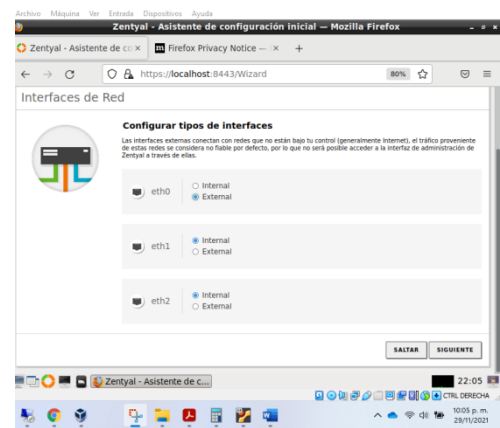 Archivo Máquina Ver Entrada Dispositivos Ayuda
Zentyal - Asistente de configuración inicial — Mozilla Firefox
Zentyal - Asistente de co × Firefox Privacy Notice — × +
https://localhost:8443/Wizard 80%
Interfaces de Red
Configurar tipos de interfaces
Las interfaces externas conectan con redes que no están bajo tu control (generalmente Internet), el tráfico proveniente
de estas redes se considera no fiable por defecto, por lo que no será posible acceder a la interfaz de administración de
Zentyal a través de ellas.
eth0
Internal
External
eth1
Internal
External
eth2
Internal
External
SALTAR SIGUIENTE
Zentyal - Asistente de c... 22:05
CTRL DERECHA
10:05 p. m.
29/11/2021